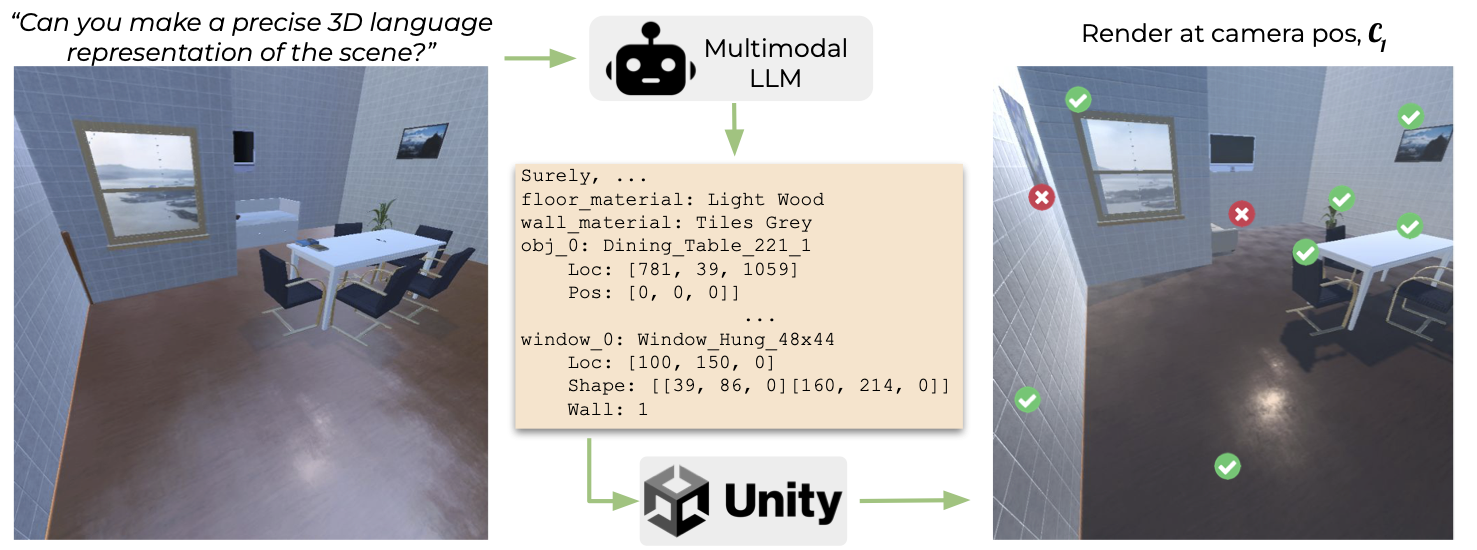 “Can you make a precise 3D language
representation of the scene?”
Multimodal
LLM
Render at camera pos, C₁
Surely, ...
floor_material: Light Wood
wall_material: Tiles Grey
obj_0: Dining_Table_221_1
Loc: [781, 39, 1059]
Pos: [0, 0, 0]]
...
window_0: Window_Hung_48x44
Loc: [100, 150, 0]
Shape: [[39, 86, 0][160, 214, 0]]
Wall: 1
Unity